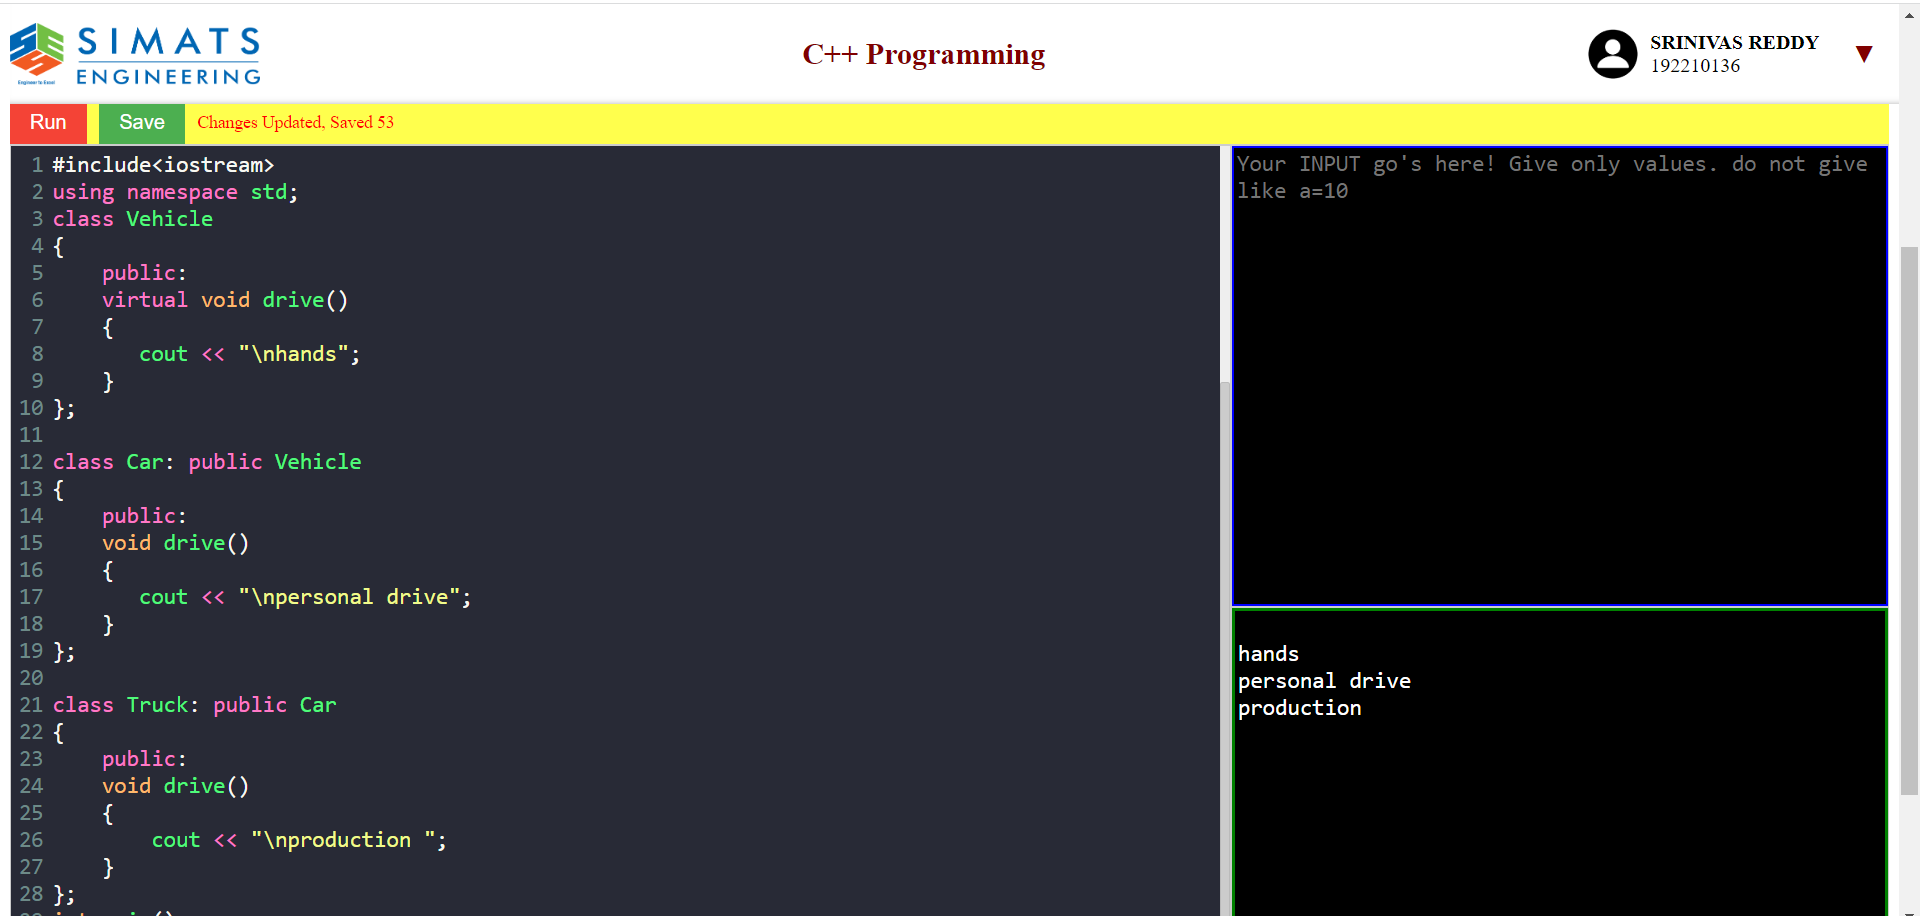 SIMATS
ENGINEERING
Engineer to Excel
C++ Programming
SRINIVAS REDDY
192210136
▼
Run Save Changes Updated, Saved 53
1 #include<iostream>
2 using namespace std;
3 class Vehicle
4 {
5 public:
6 virtual void drive()
7 {
8 cout << "\nhands";
9 }
10 };
11
12 class Car: public Vehicle
13 {
14 public:
15 void drive()
16 {
17 cout << "\npersonal drive";
18 }
19 };
20
21 class Truck: public Car
22 {
23 public:
24 void drive()
25 {
26 cout << "\nproduction ";
27 }
28 };
Your INPUT go's here! Give only values. do not give
like a=10
hands
personal drive
production